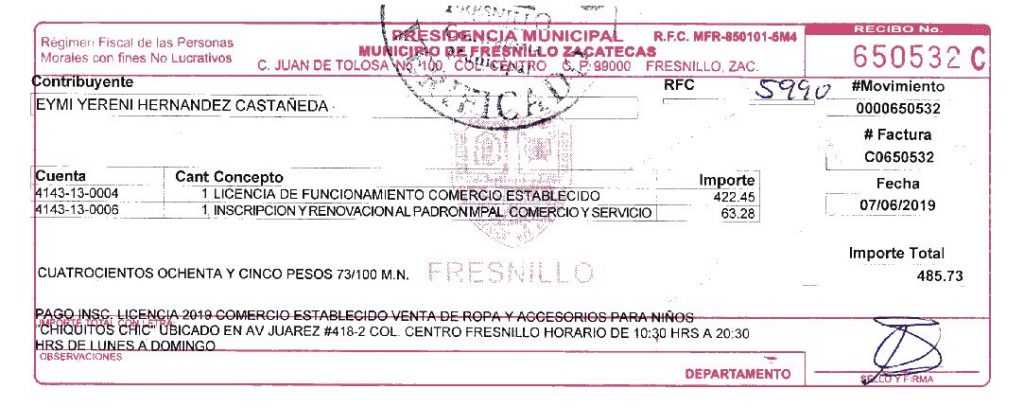 Régimen Fiscal de las Personas
Morales con fines No Lucrativos
PRESIDENCIA MUNICIPAL
R.F.C. MFR-850101-5M4
MUNICIPIO DE FRESNILLO ZACATECAS
C. JUAN DE TOLOSA No. 100, COL. CENTRO C.P. 99000 FRESNILLO, ZAC.
RECIBO No.
650532 C
Contribuyente
RFC
5990
#Movimiento
EYMI YERENI HERNANDEZ CASTAÑEDA
0000650532
CERTIFICADO
# Factura
C0650532
Cuenta Cant Concepto Importe
Fecha
4143-13-0004 1 LICENCIA DE FUNCIONAMIENTO COMERCIO ESTABLECIDO 422.45
4143-13-0006 1 INSCRIPCION Y RENOVACION AL PADRON MPAL COMERCIO Y SERVICIO 63.28
07/06/2019
Importe Total
485.73
CUATROCIENTOS OCHENTA Y CINCO PESOS 73/100 M.N.
FRESNILLO
PAGO INSC. LICENCIA 2019 COMERCIO ESTABLECIDO VENTA DE ROPA Y ACCESORIOS PARA NIÑOS
IMPORTE TOTAL CON LETRA:
"CHIQUITOS CHIC" UBICADO EN AV JUAREZ #418-2 COL. CENTRO FRESNILLO HORARIO DE 10:30 HRS A 20:30
HRS DE LUNES A DOMINGO
OBSERVACIONES
DEPARTAMENTO
SELLO Y FIRMA